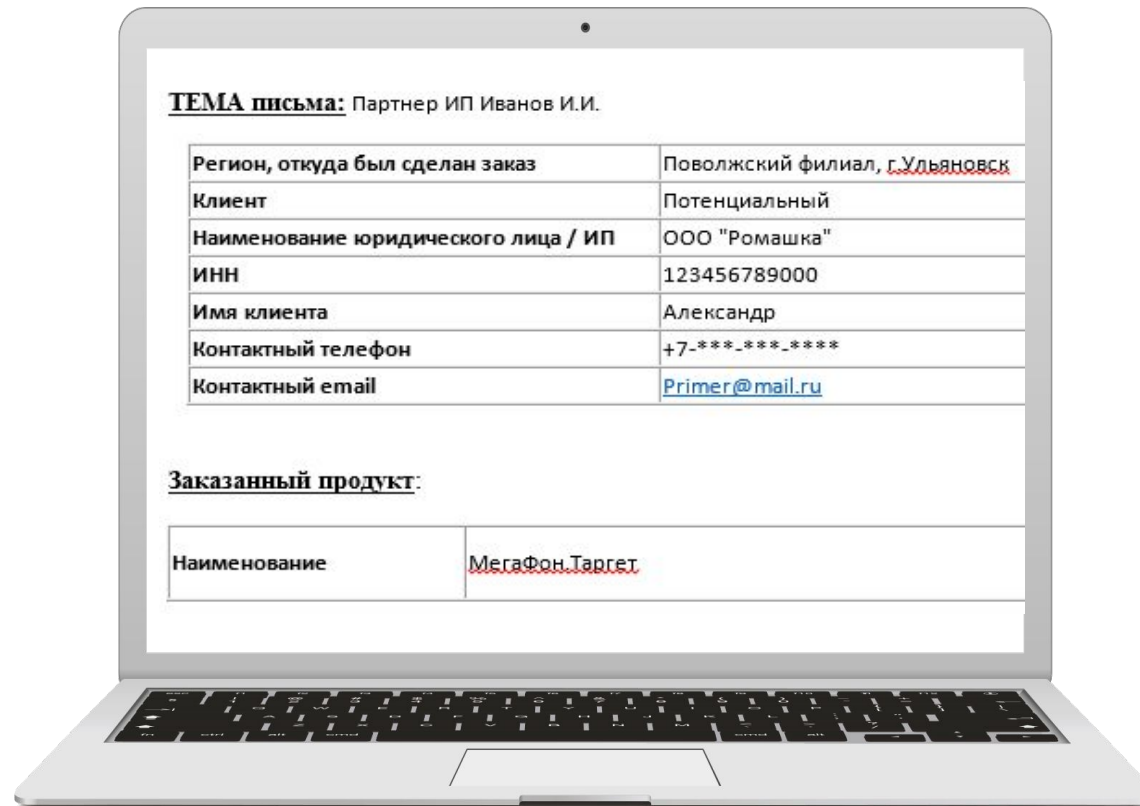 ТЕМА письма: Партнер ИП Иванов И.И.
Регион, откуда был сделан заказ Поволжский филиал, г.Ульяновск
Клиент Потенциальный
Наименование юридического лица / ИП ООО "Ромашка"
ИНН 123456789000
Имя клиента Александр
Контактный телефон +7-***-***-****
Контактный email Primer@mail.ru
Заказанный продукт:
Наименование МегаФон.Таргет